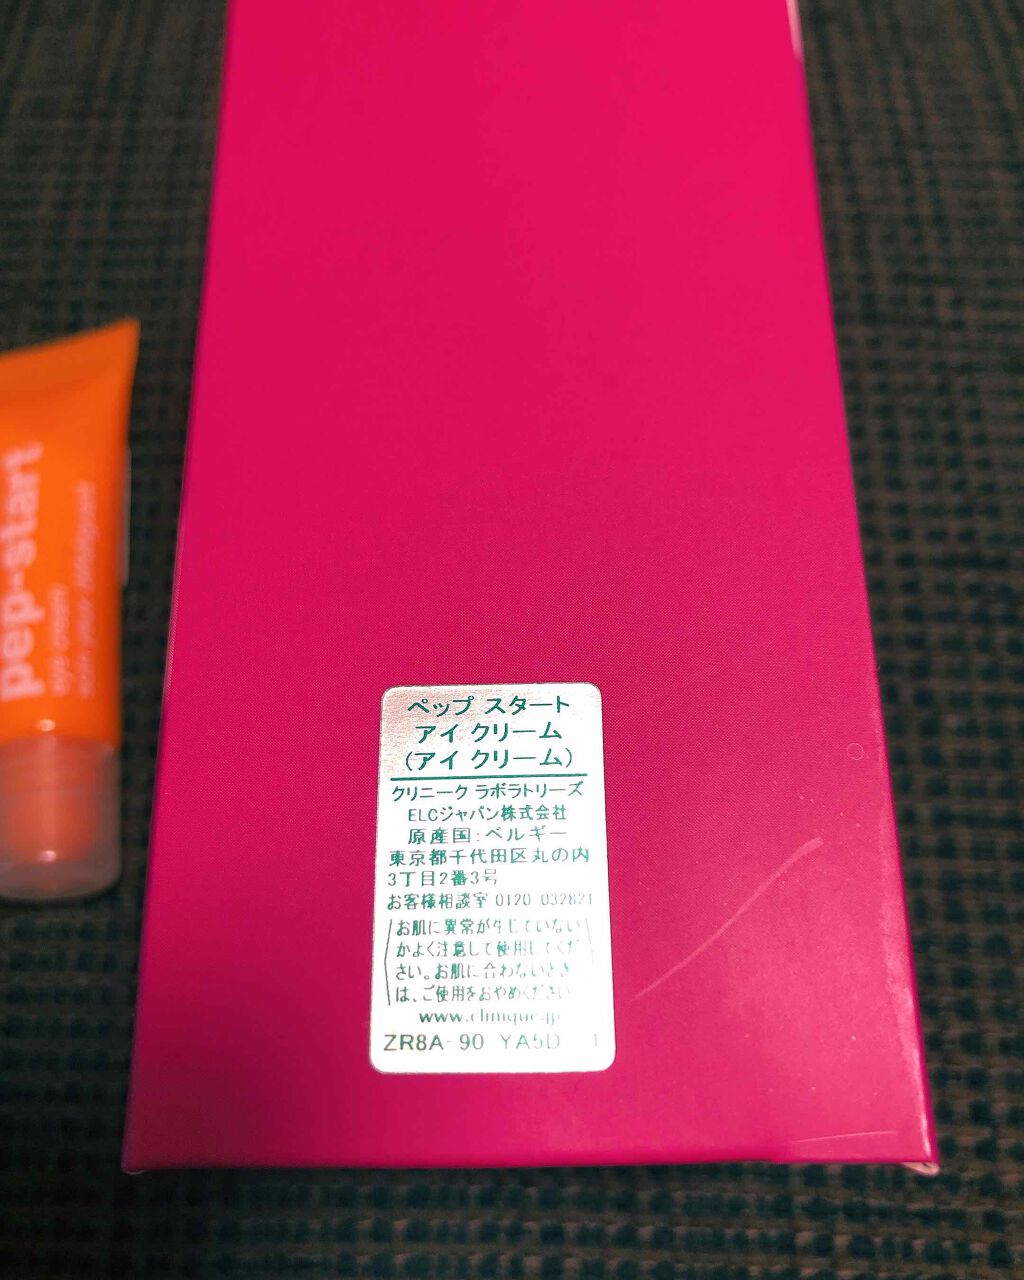 pep-start
eye cream
ペップ スタート
アイ クリーム
(アイ クリーム)
クリニーク ラボラトリーズ
ELCジャパン株式会社
原産国:ベルギー
東京都千代田区丸の内
3丁目2番3号
お客様相談室 0120 032821
お肌に異常が生じていない
かよく注意して使用してくだ
さい。お肌に合わないとき
は、ご使用をおやめください
www.clinique.jp
ZR8A-90 YA5D 1